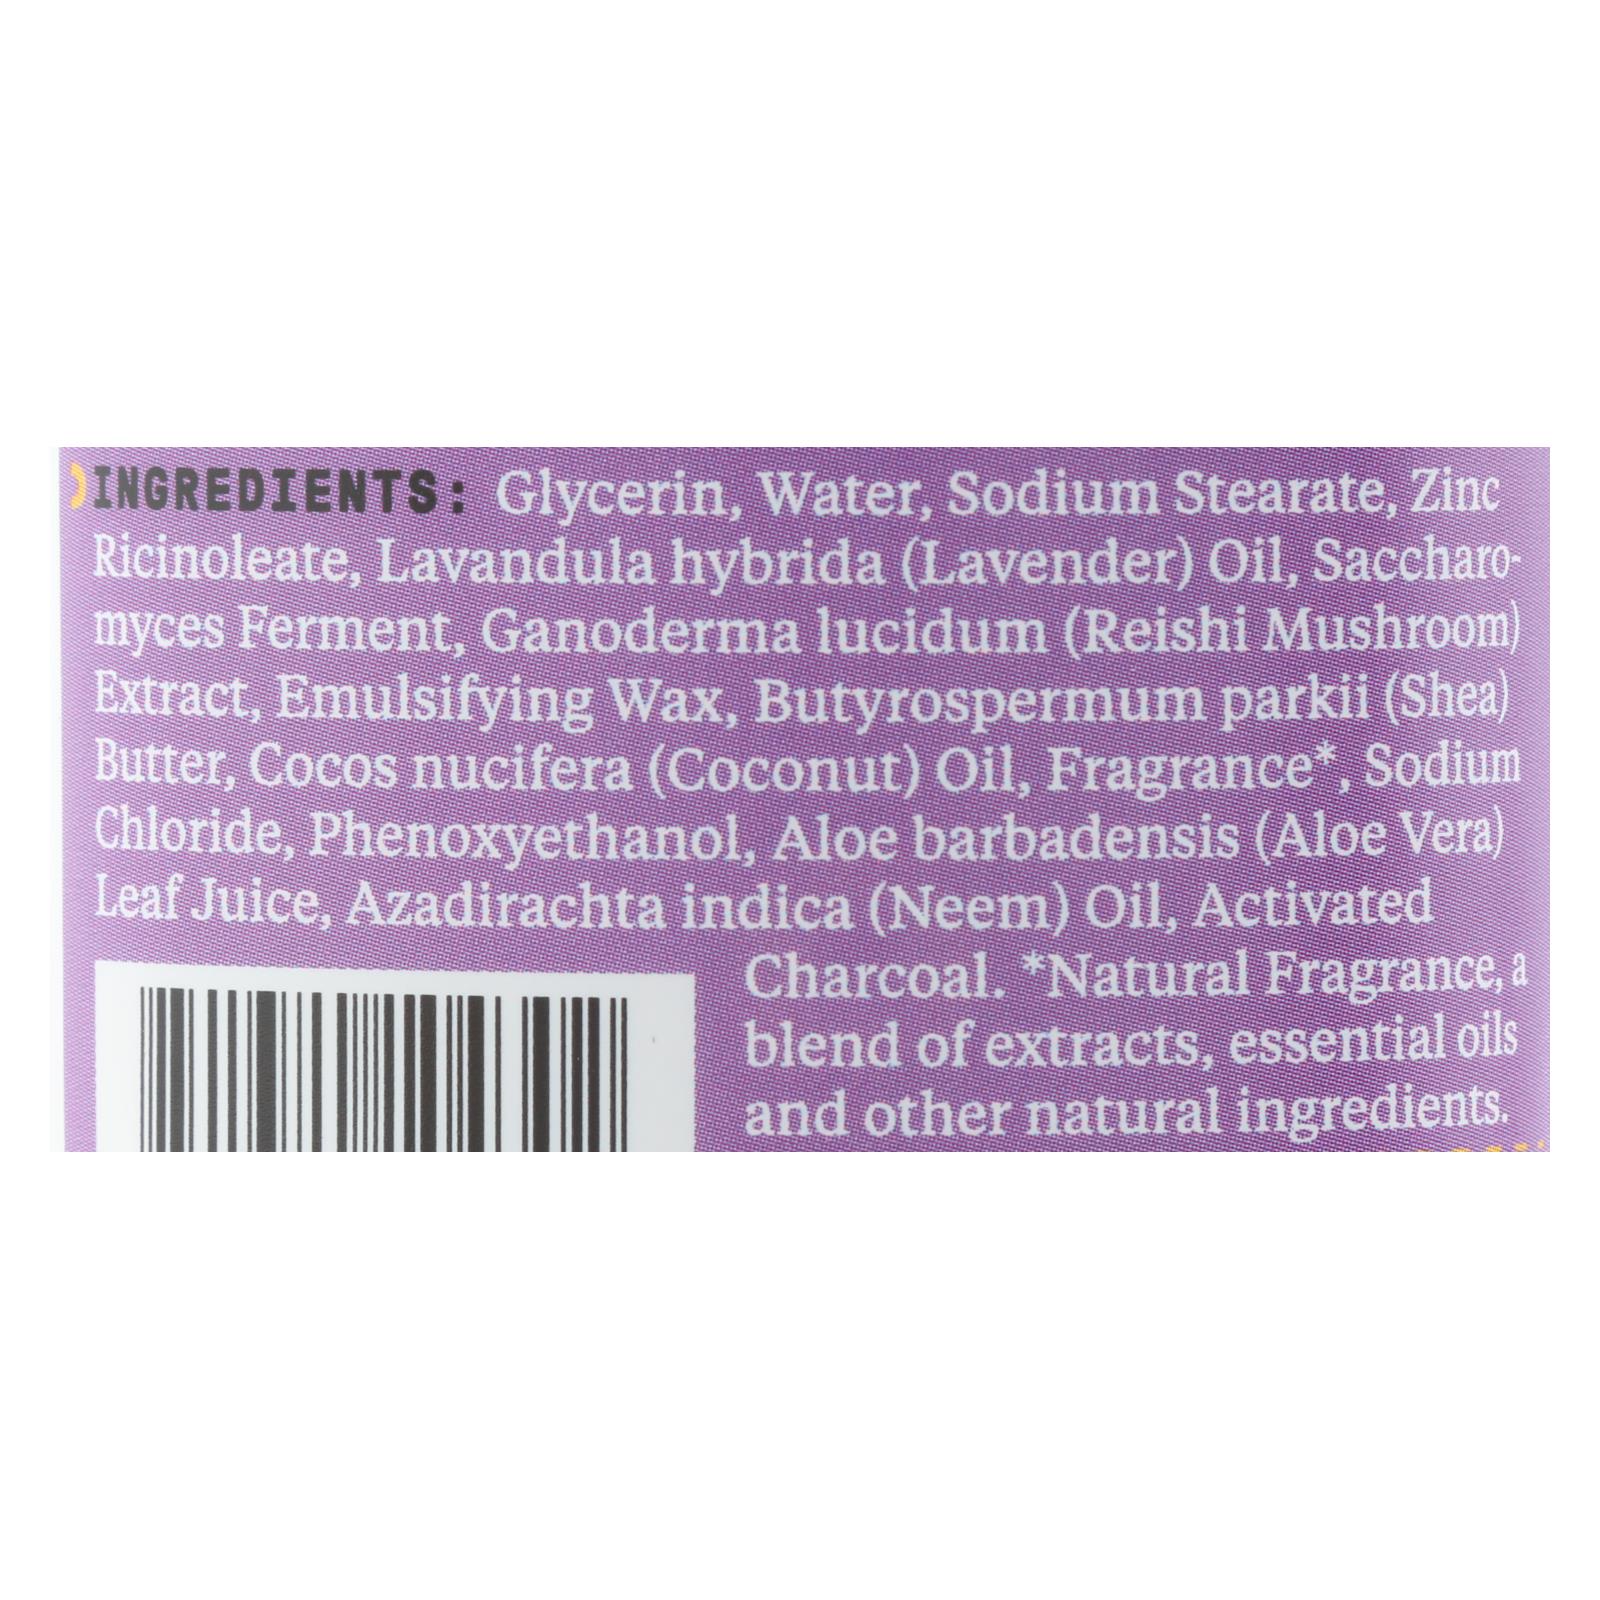 INGREDIENTS: Glycerin, Water, Sodium Stearate, Zinc
Ricinoleate, Lavandula hybrida (Lavender) Oil, Saccharo-
myces Ferment, Ganoderma lucidum (Reishi Mushroom)
Extract, Emulsifying Wax, Butyrospermum parkii (Shea)
Butter, Cocos nucifera (Coconut) Oil, Fragrance*, Sodium
Chloride, Phenoxyethanol, Aloe barbadensis (Aloe Vera)
Leaf Juice, Azadirachta indica (Neem) Oil, Activated
Charcoal. *Natural Fragrance, a
blend of extracts, essential oils
and other natural ingredients.